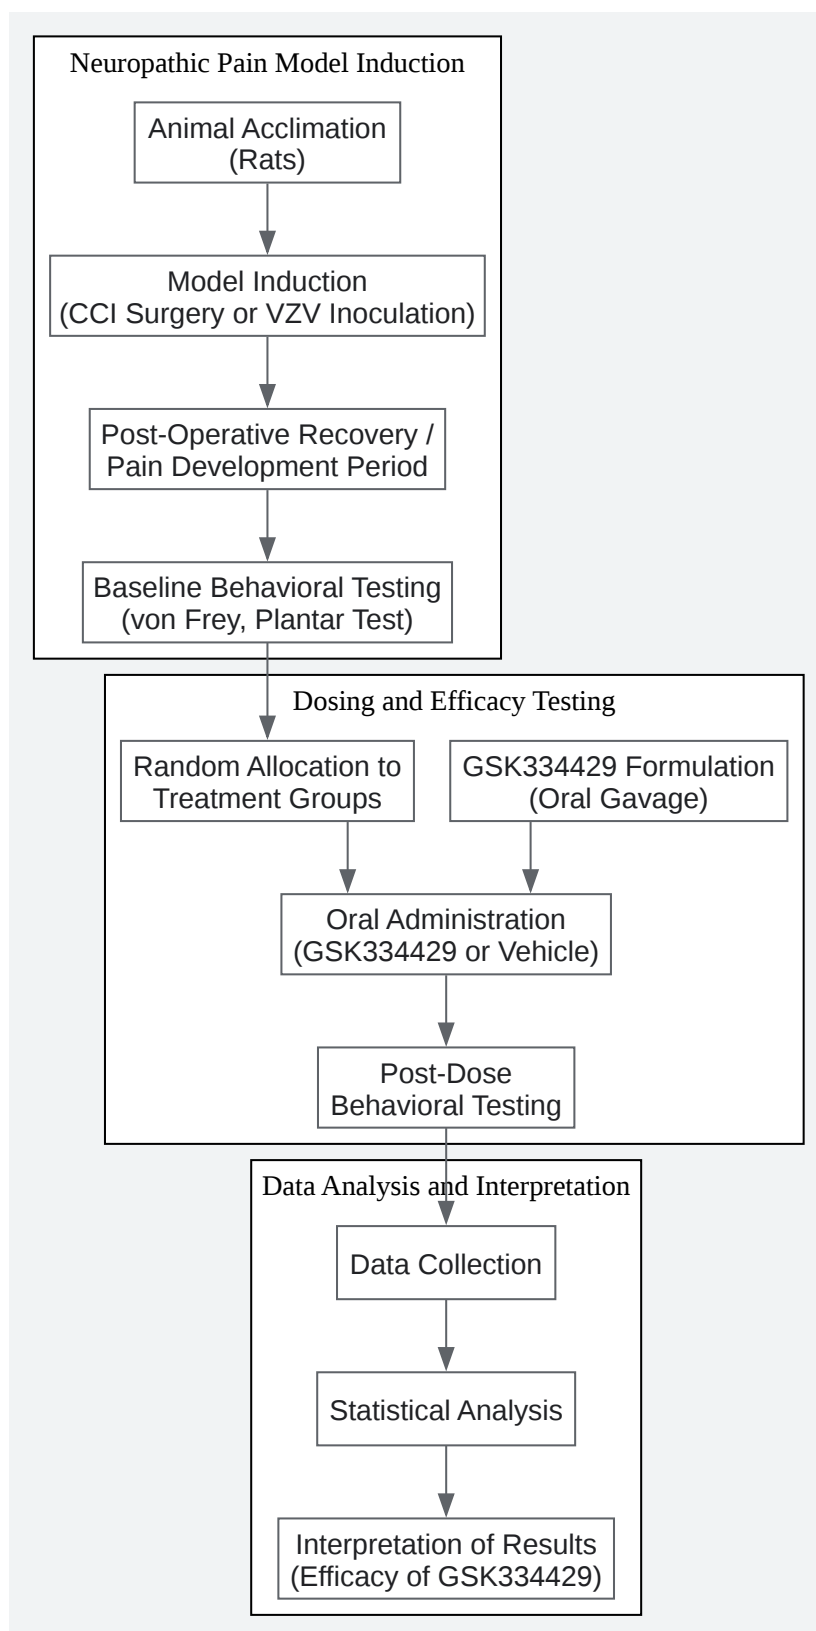 Neuropathic Pain Model Induction
Animal Acclimation
(Rats)
Model Induction
(CCI Surgery or VZV Inoculation)
Post-Operative Recovery /
Pain Development Period
Baseline Behavioral Testing
(von Frey, Plantar Test)
Dosing and Efficacy Testing
Random Allocation to
Treatment Groups
GSK334429 Formulation
(Oral Gavage)
Oral Administration
(GSK334429 or Vehicle)
Post-Dose
Behavioral Testing
Data Analysis and Interpretation
Data Collection
Statistical Analysis
Interpretation of Results
(Efficacy of GSK334429)